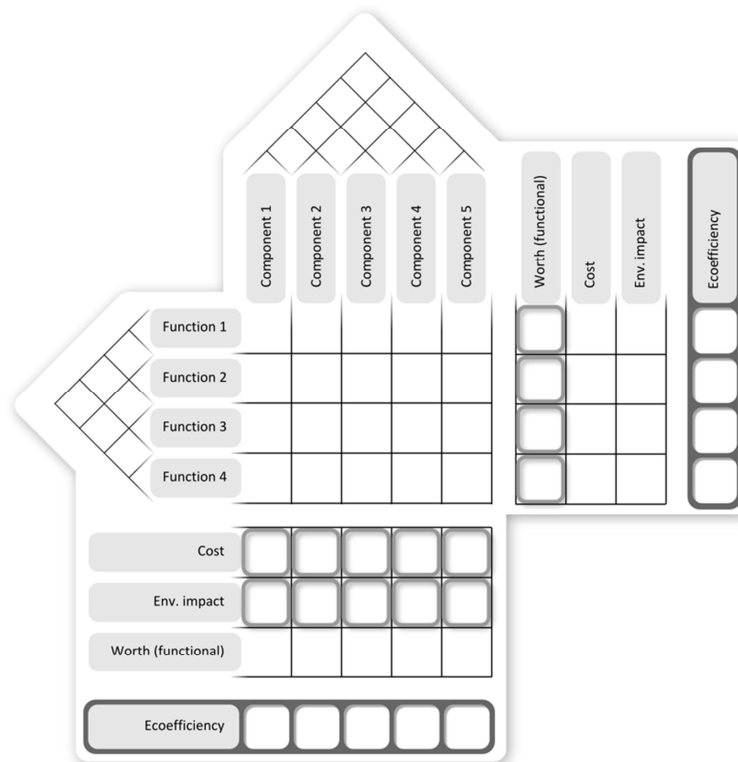 Component 1
Component 2
Component 3
Component 4
Component 5
Worth (functional)
Cost
Env. impact
Ecoefficiency
Function 1
Function 2
Function 3
Function 4
Cost
Env. impact
Worth (functional)
Ecoefficiency